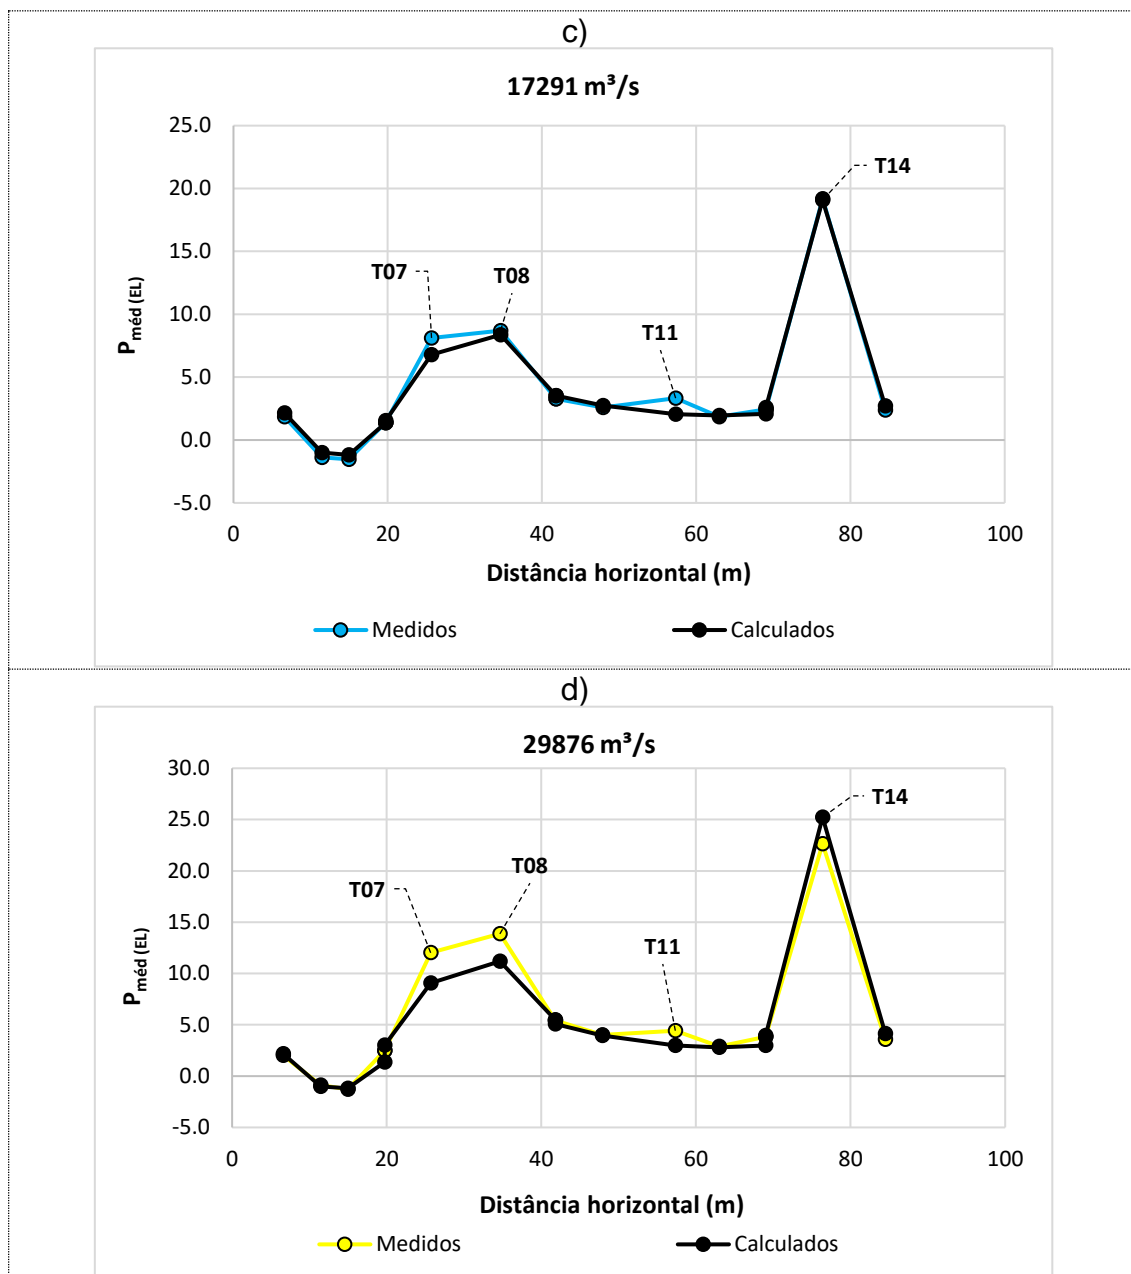 c)
17291 m³/s
25.0
20.0
15.0
10.0
5.0
0.0
-5.0
P méd (EL)
T07
T08
T11
T14
0 20 40 60 80 100
Distância horizontal (m)
Medidos Calculados
d)
29876 m³/s
30.0
25.0
20.0
15.0
10.0
5.0
0.0
-5.0
P méd (EL)
T07
T08
T11
T14
0 20 40 60 80 100
Distância horizontal (m)
Medidos Calculados